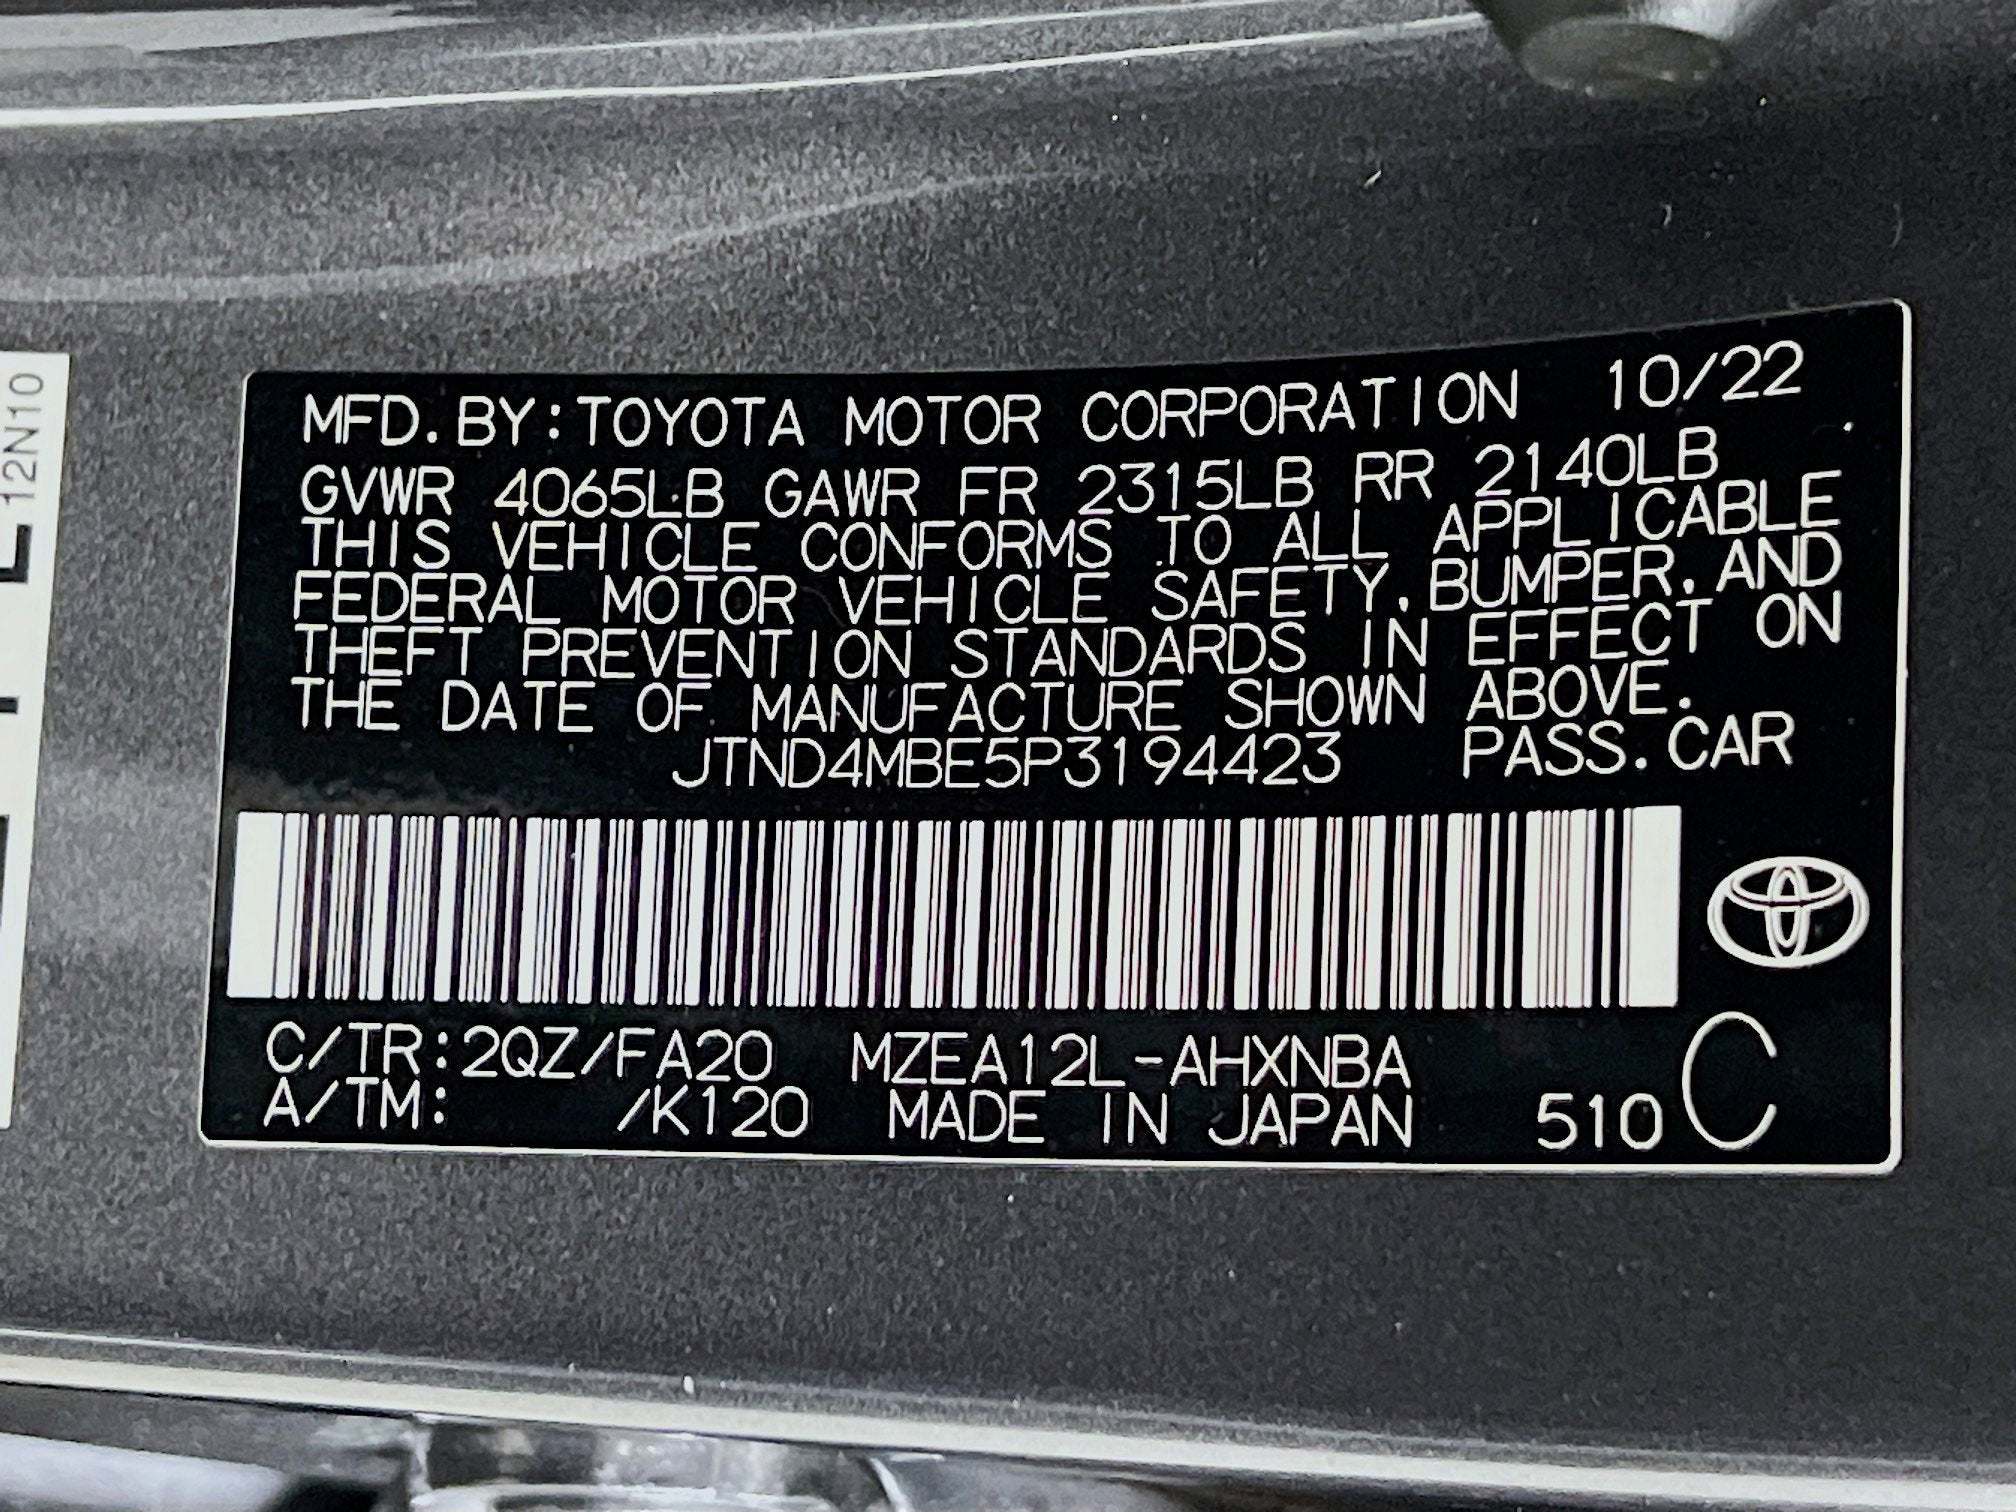 MFD.BY:TOYOTA MOTOR CORPORATION 10/22
GVWR 4065LB GAWR FR 2315LB RR 2140LB
THIS VEHICLE CONFORMS TO ALL APPLICABLE
FEDERAL MOTOR VEHICLE SAFETY,BUMPER,AND
THEFT PREVENTION STANDARDS IN EFFECT ON
THE DATE OF MANUFACTURE SHOWN ABOVE.
JTND4MBE5P3194423 PASS.CAR
C/TR:2QZ/FA20 MZEA12L-AHXNBA
A/TM: /K120 MADE IN JAPAN 510 C
12N10